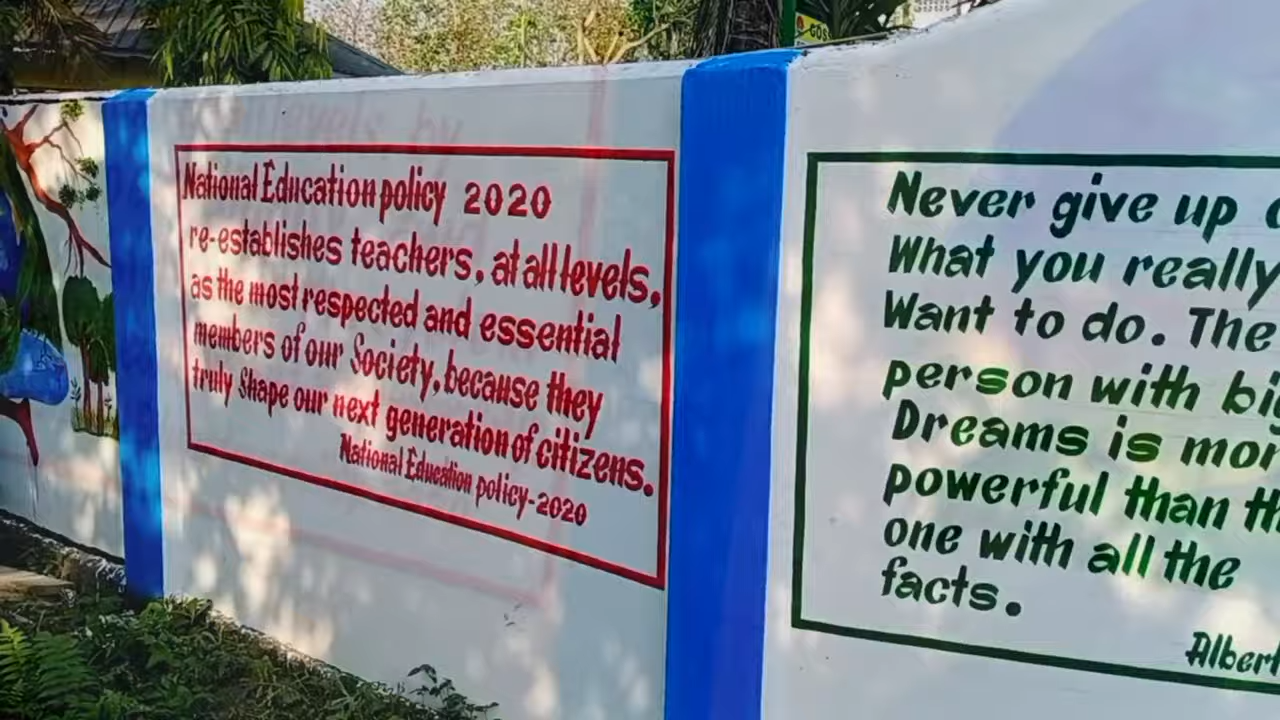 National Education policy 2020
re-establishes teachers, at all levels,
as the most respected and essential
members of our Society, because they
truly Shape our next generation of citizens.
National Education policy-2020
Never give up
What you really
Want to do. The
person with
Dreams is
powerful than
one with all the
facts.
Albert